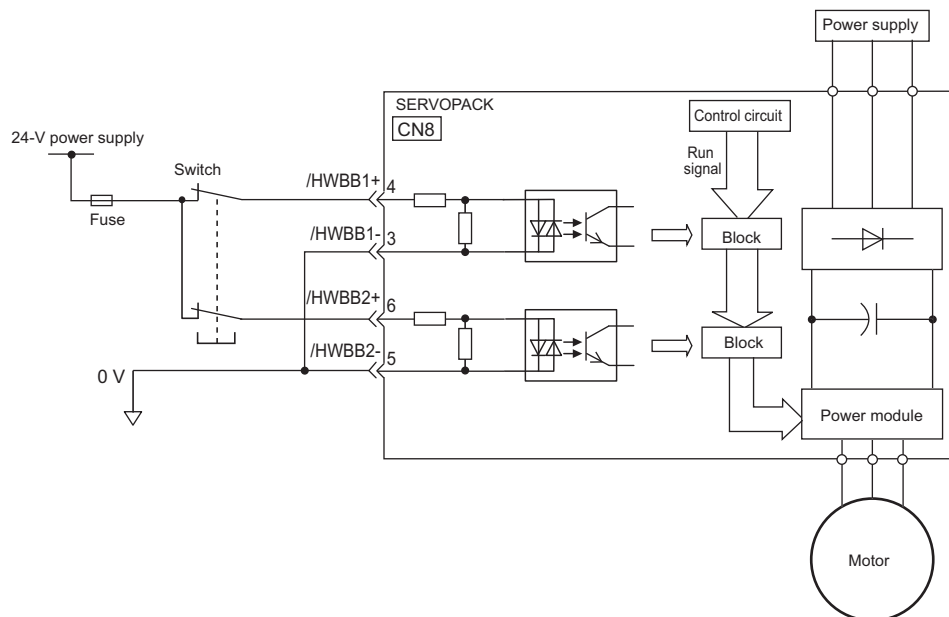 Power supply
SERVOPACK
CN8
Control circuit
24-V power supply
Run
signal
Switch
/HWBB1+
4
Fuse
/HWBB1-
3
Block
/HWBB2+
6
/HWBB2-
5
Block
0 V
Power module
Motor